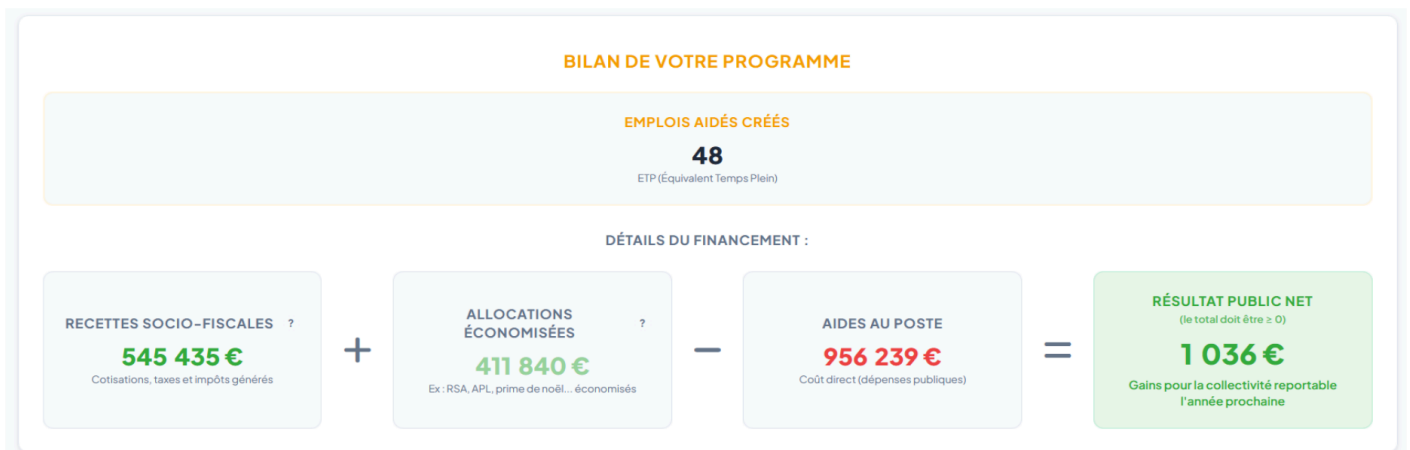 BILAN DE VOTRE PROGRAMME
EMPLOIS AIDÉS CRÉÉS
48
ETP (Équivalent Temps Plein)
DÉTAILS DU FINANCEMENT :
RECETTES SOCIO-FISCALES ?
545 435 €
Cotisations, taxes et impôts générés
+
ALLOCATIONS
ÉCONOMISÉES ?
411 840 €
Ex : RSA, APL, prime de noël... économisés
−
AIDES AU POSTE
956 239 €
Coût direct (dépenses publiques)
=
RÉSULTAT PUBLIC NET
(le total doit être ≥ 0)
1 036 €
Gains pour la collectivité reportable
l'année prochaine